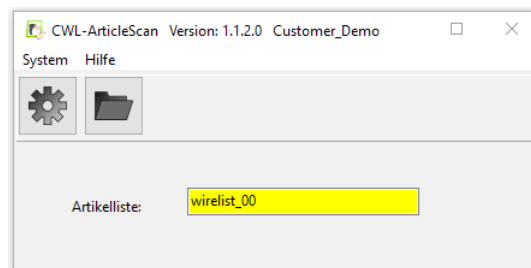 CWL-ArticleScan Version: 1.1.2.0 Customer_Demo
System Hilfe
Artikelliste: wirelist_00